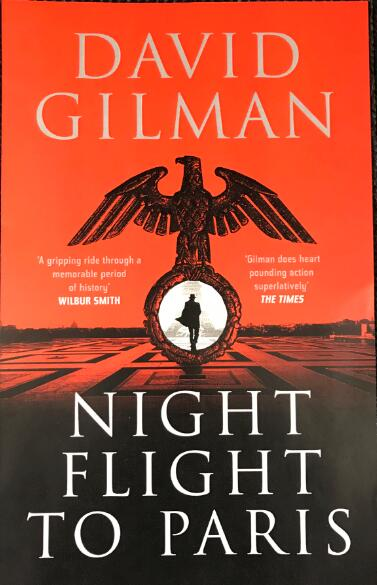 DAVID
GILMAN
'A gripping ride through a
memorable period
of history'
WILBUR SMITH
'Gilman does heart
pounding action
superlatively'
THE TIMES
NIGHT
FLIGHT
TO PARIS